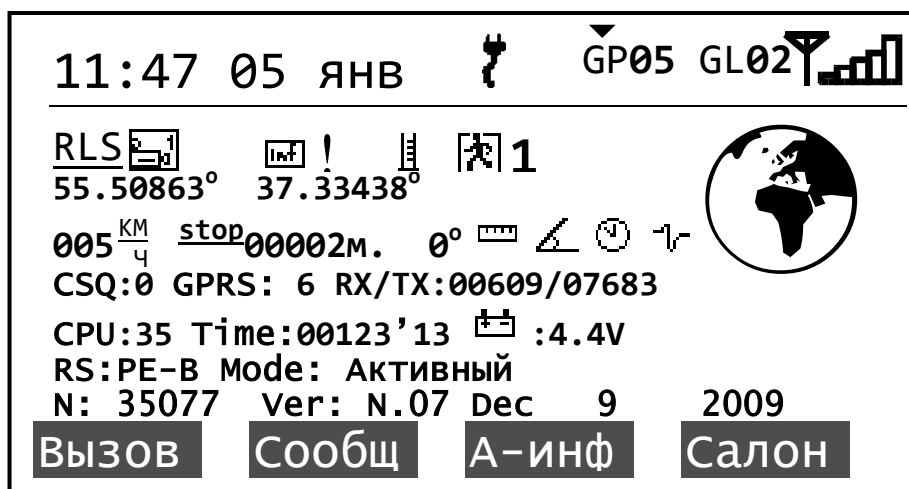 11:47 05 янв GP05 GL02
RLS INF ! 1
55.50863° 37.33438°
005 КМ/Ч stop 00002м. 0°
CSQ:0 GPRS: 6 RX/TX:00609/07683
CPU:35 Time:00123’13 :4.4V
RS:PE-B Mode: Активный
N: 35077 Ver: N.07 Dec 9 2009
Вызов Сообщ А-инф Салон